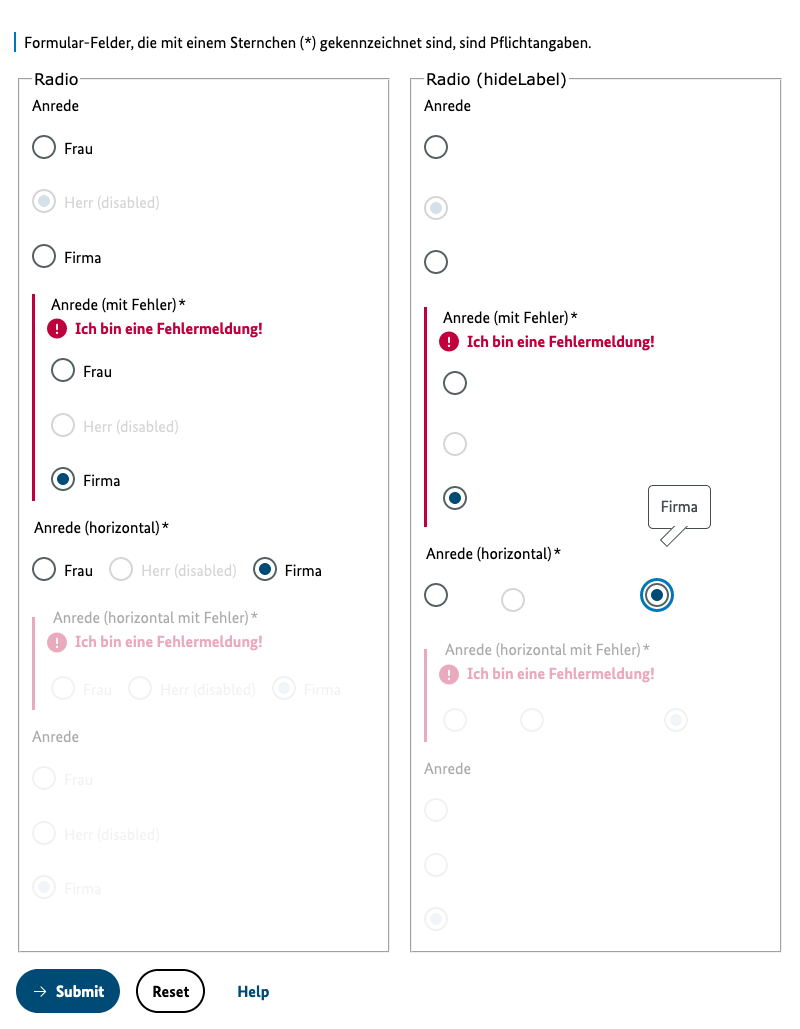 Formular-Felder, die mit einem Sternchen (*) gekennzeichnet sind, sind Pflichtangaben.
Radio
Anrede
Frau
Herr (disabled)
Firma
Anrede (mit Fehler)*
! Ich bin eine Fehlermeldung!
Frau
Herr (disabled)
Firma
Anrede (horizontal)*
Frau Herr (disabled) Firma
Anrede (horizontal mit Fehler)*
! Ich bin eine Fehlermeldung!
Frau Herr (disabled) Firma
Anrede
Frau
Herr (disabled)
Firma
Radio (hideLabel)
Anrede
Anrede (mit Fehler)*
! Ich bin eine Fehlermeldung!
Firma
Anrede (horizontal)*
Anrede (horizontal mit Fehler)*
! Ich bin eine Fehlermeldung!
Anrede
→ Submit Reset Help